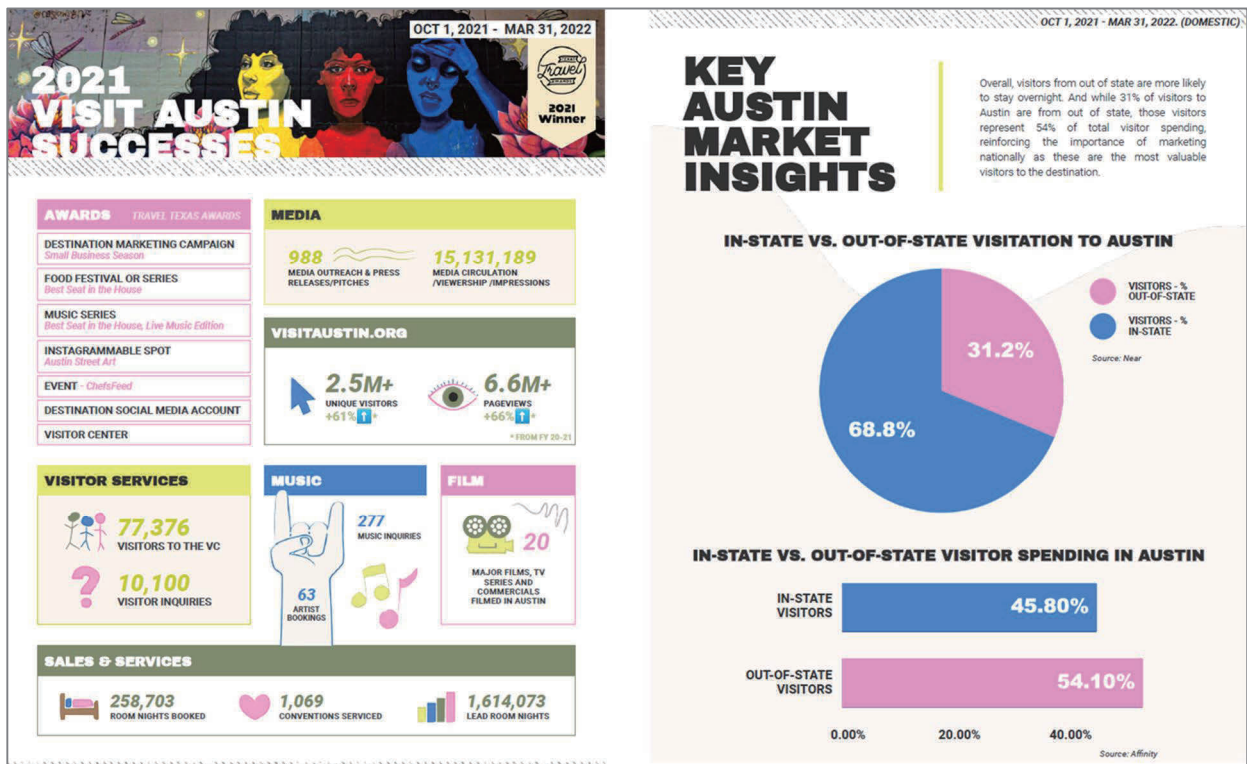 OCT 1, 2021 - MAR 31, 2022
2021
VISIT AUSTIN
SUCCESSES
Travel
2021
Winner
AWARDS TRAVEL TEXAS AWARDS
DESTINATION MARKETING CAMPAIGN
Small Business Season
FOOD FESTIVAL OR SERIES
Best Seat in the House
MUSIC SERIES
Best Seat in the House, Live Music Edition
INSTAGRAMMABLE SPOT
Austin Street Art
EVENT - ChefsFeed
DESTINATION SOCIAL MEDIA ACCOUNT
VISITOR CENTER
MEDIA
988
MEDIA OUTREACH & PRESS
RELEASES/PITCHES
15,131,189
MEDIA CIRCULATION
/VIEWERSHIP /IMPRESSIONS
VISITAUSTIN.ORG
2.5M+
UNIQUE VISITORS
+61% *
6.6M+
PAGEVIEWS
+66% *
* FROM FY 20-21
VISITOR SERVICES
77,376
VISITORS TO THE VC
10,100
VISITOR INQUIRIES
MUSIC
277
MUSIC INQUIRIES
63
ARTIST
BOOKINGS
FILM
20
MAJOR FILMS, TV
SERIES AND
COMMERCIALS
FILMED IN AUSTIN
SALES & SERVICES
258,703
ROOM NIGHTS BOOKED
1,069
CONVENTIONS SERVICED
1,614,073
LEAD ROOM NIGHTS
OCT 1, 2021 - MAR 31, 2022. (DOMESTIC)
KEY
AUSTIN
MARKET
INSIGHTS
Overall, visitors from out of state are more likely
to stay overnight. And while 31% of visitors to
Austin are from out of state, those visitors
represent 54% of total visitor spending,
reinforcing the importance of marketing
nationally as these are the most valuable
visitors to the destination.
IN-STATE VS. OUT-OF-STATE VISITATION TO AUSTIN
31.2%
68.8%
VISITORS - %
OUT-OF-STATE
VISITORS - %
IN-STATE
Source: Near
IN-STATE VS. OUT-OF-STATE VISITOR SPENDING IN AUSTIN
IN-STATE
VISITORS
45.80%
OUT-OF-STATE
VISITORS
54.10%
0.00%
20.00%
40.00%
Source: Affinity